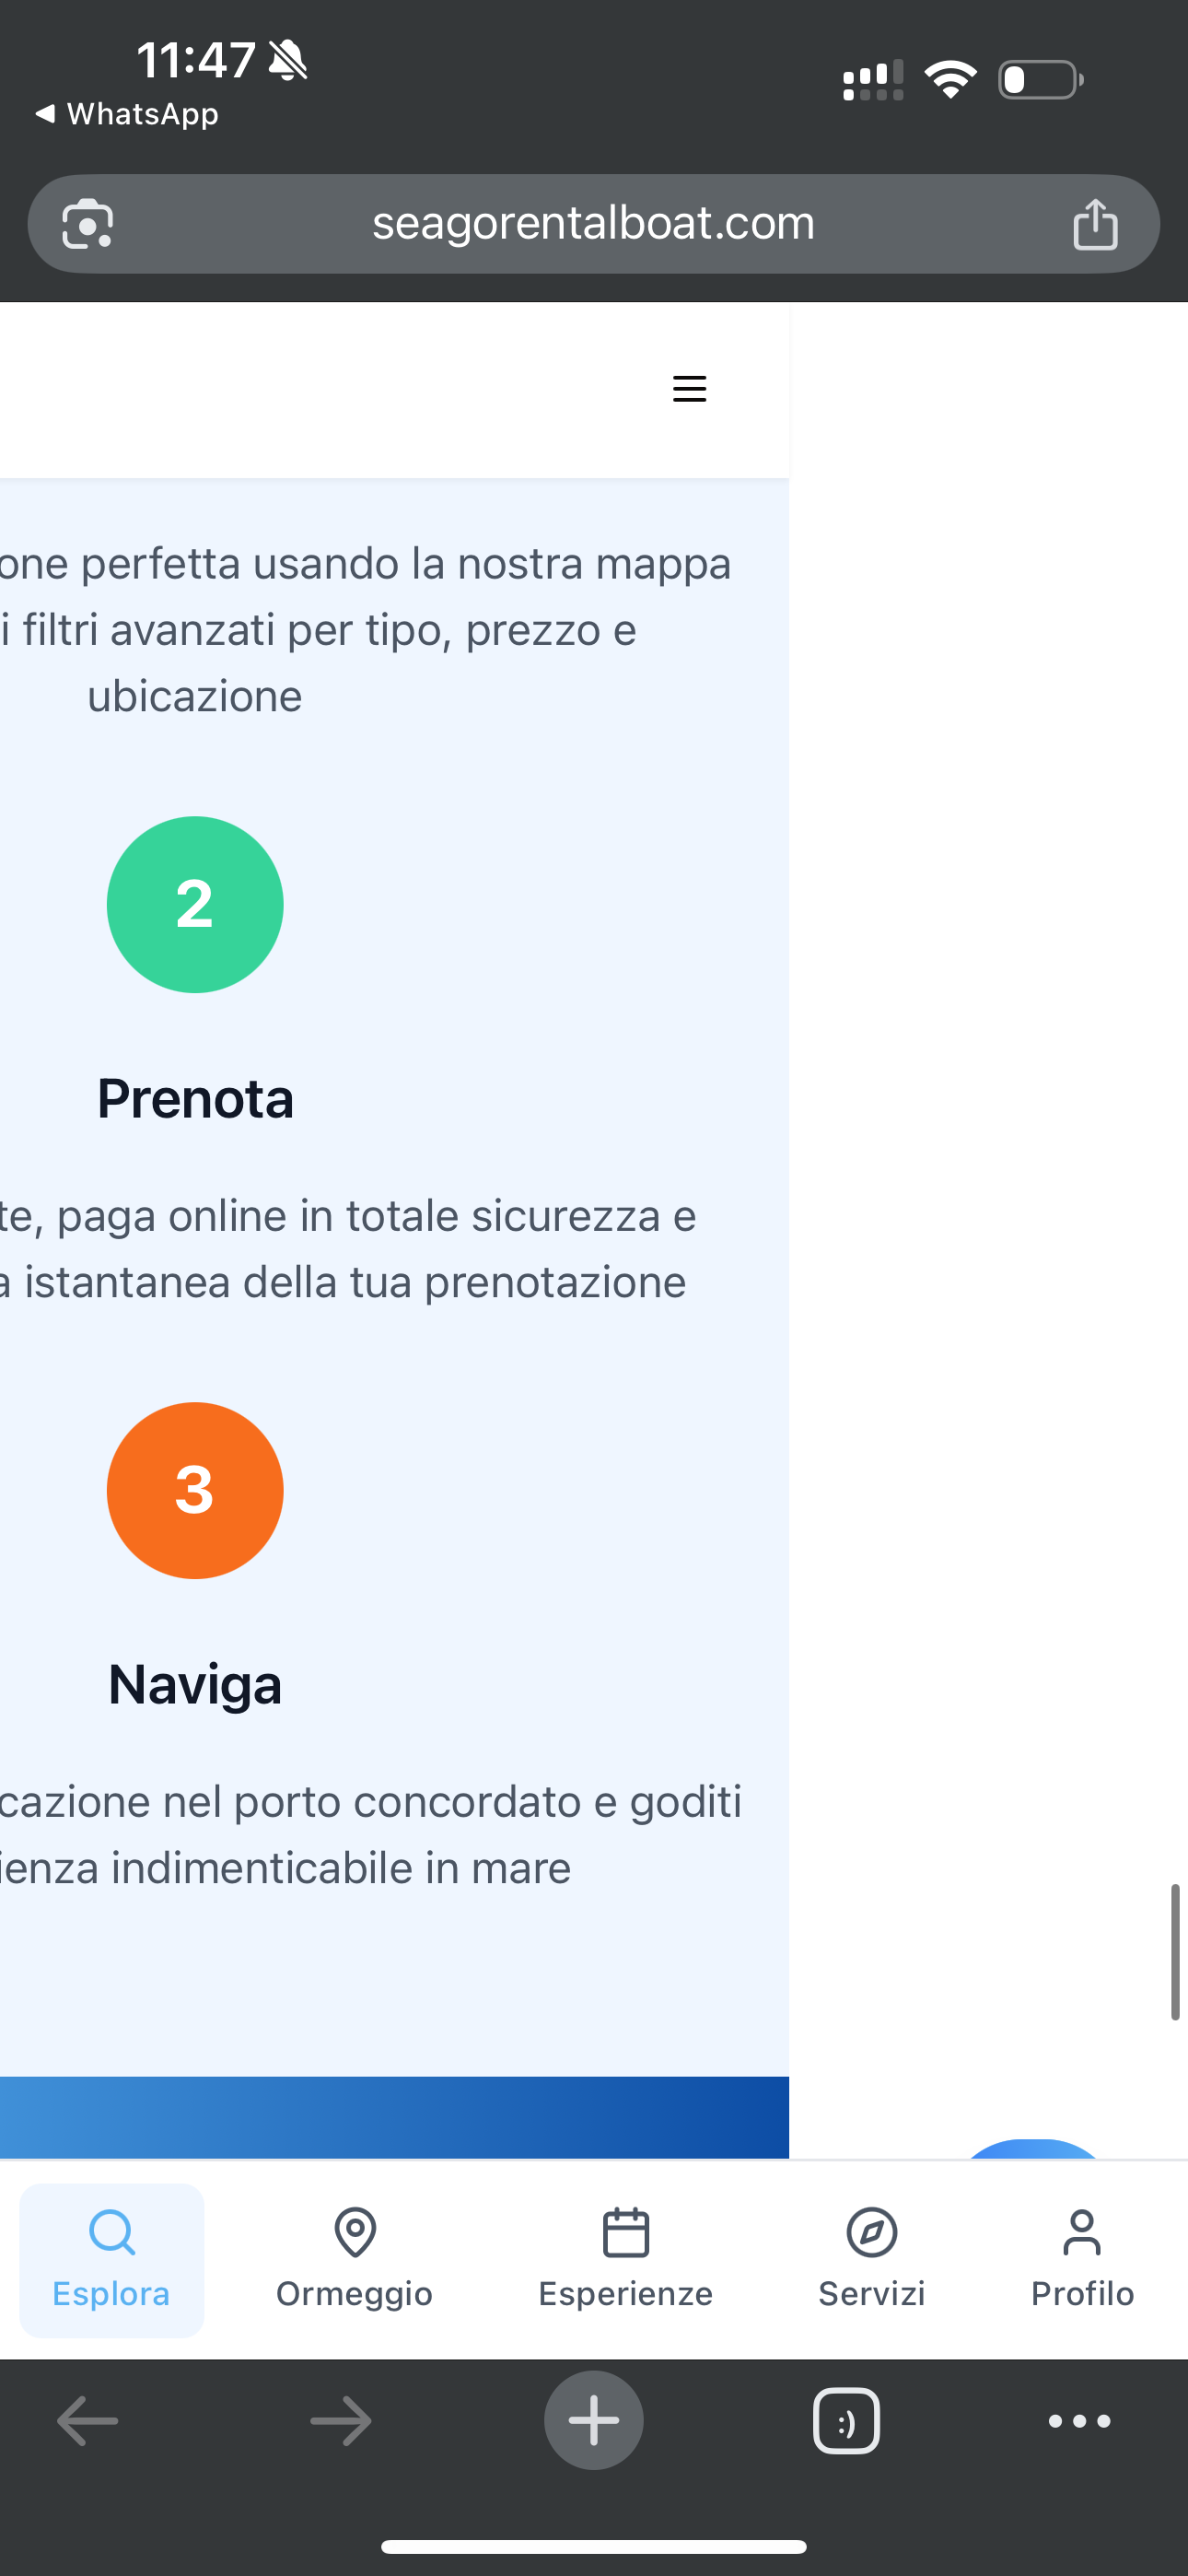 11:47
WhatsApp
seagorentalboat.com
one perfetta usando la nostra mappa
i filtri avanzati per tipo, prezzo e
ubicazione
2
Prenota
te, paga online in totale sicurezza e
a istantanea della tua prenotazione
3
Naviga
cazione nel porto concordato e goditi
ienza indimenticabile in mare
Esplora
Ormeggio
Esperienze
Servizi
Profilo
:)